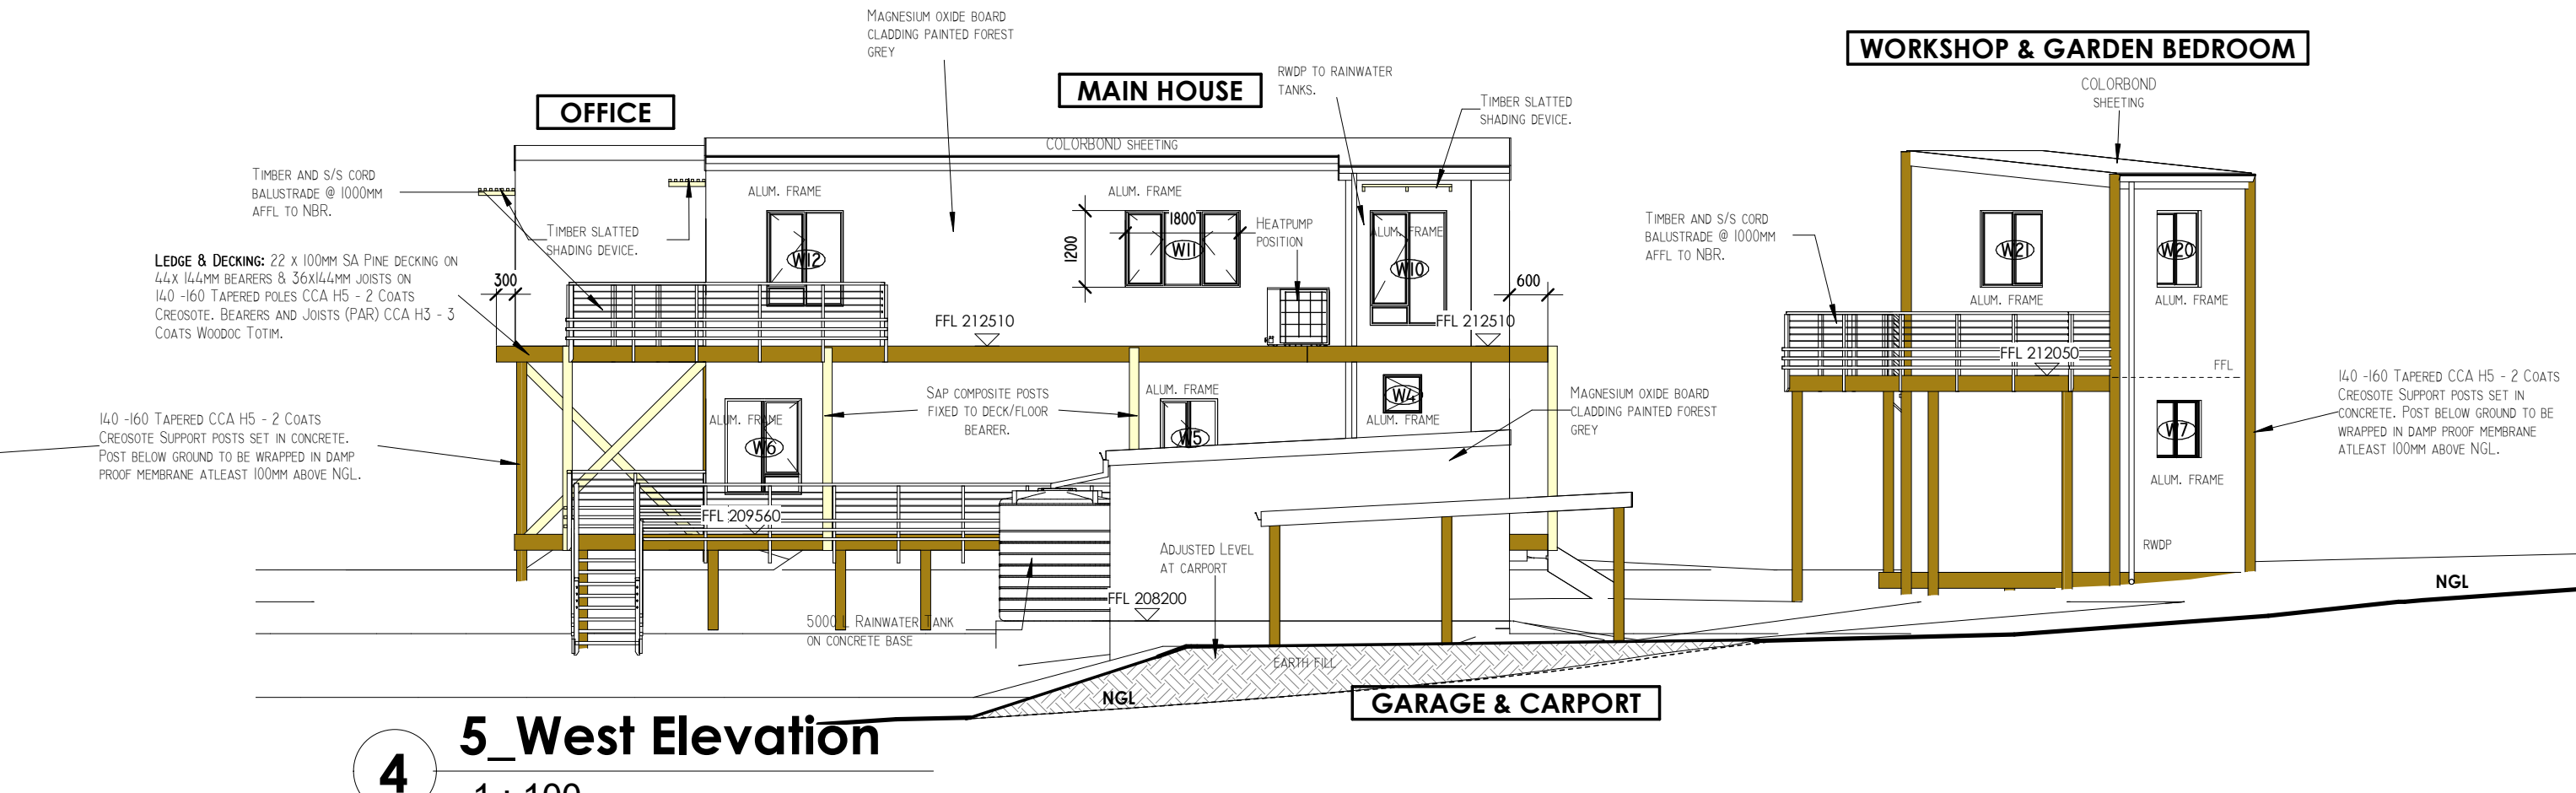 MAGNESIUM OXIDE BOARD
CLADDING PAINTED FOREST
GREY
WORKSHOP & GARDEN BEDROOM
OFFICE
MAIN HOUSE
RWDP TO RAINWATER
TANKS.
TIMBER SLATTED
SHADING DEVICE.
COLORBOND
SHEETING
COLORBOND SHEETING
TIMBER AND S/S CORD
BALUSTRADE @ 1000MM
AFFL TO NBR.
ALUM. FRAME
ALUM. FRAME
TIMBER SLATTED
SHADING DEVICE.
1800
1200
HEATPUMP
POSITION
ALUM. FRAME
W12
W11
W10
TIMBER AND S/S CORD
BALUSTRADE @ 1000MM
AFFL TO NBR.
W21
W20
ALUM. FRAME
ALUM. FRAME
LEDGE & DECKING: 22 X 100MM SA PINE DECKING ON
44X 144MM BEARERS & 36X144MM JOISTS ON
140 -160 TAPERED POLES CCA H5 - 2 COATS
CREOSOTE. BEARERS AND JOISTS (PAR) CCA H3 - 3
COATS WOODOC TOTIM.
300
600
FFL 212510
FFL 212510
FFL 212050
FFL
ALUM. FRAME
SAP COMPOSITE POSTS
FIXED TO DECK/FLOOR
BEARER.
ALUM. FRAME
W6
W5
W4
ALUM. FRAME
MAGNESIUM OXIDE BOARD
CLADDING PAINTED FOREST
GREY
W7
ALUM. FRAME
140 -160 TAPERED CCA H5 - 2 COATS
CREOSOTE SUPPORT POSTS SET IN
CONCRETE. POST BELOW GROUND TO BE
WRAPPED IN DAMP PROOF MEMBRANE
ATLEAST 100MM ABOVE NGL.
140 -160 TAPERED CCA H5 - 2 COATS
CREOSOTE SUPPORT POSTS SET IN CONCRETE.
POST BELOW GROUND TO BE WRAPPED IN DAMP
PROOF MEMBRANE ATLEAST 100MM ABOVE NGL.
FFL 209560
ADJUSTED LEVEL
AT CARPORT
RWDP
NGL
FFL 208200
5000 L RAINWATER TANK
ON CONCRETE BASE
EARTH FILL
NGL
GARAGE & CARPORT
4
5_West Elevation
1 : 100